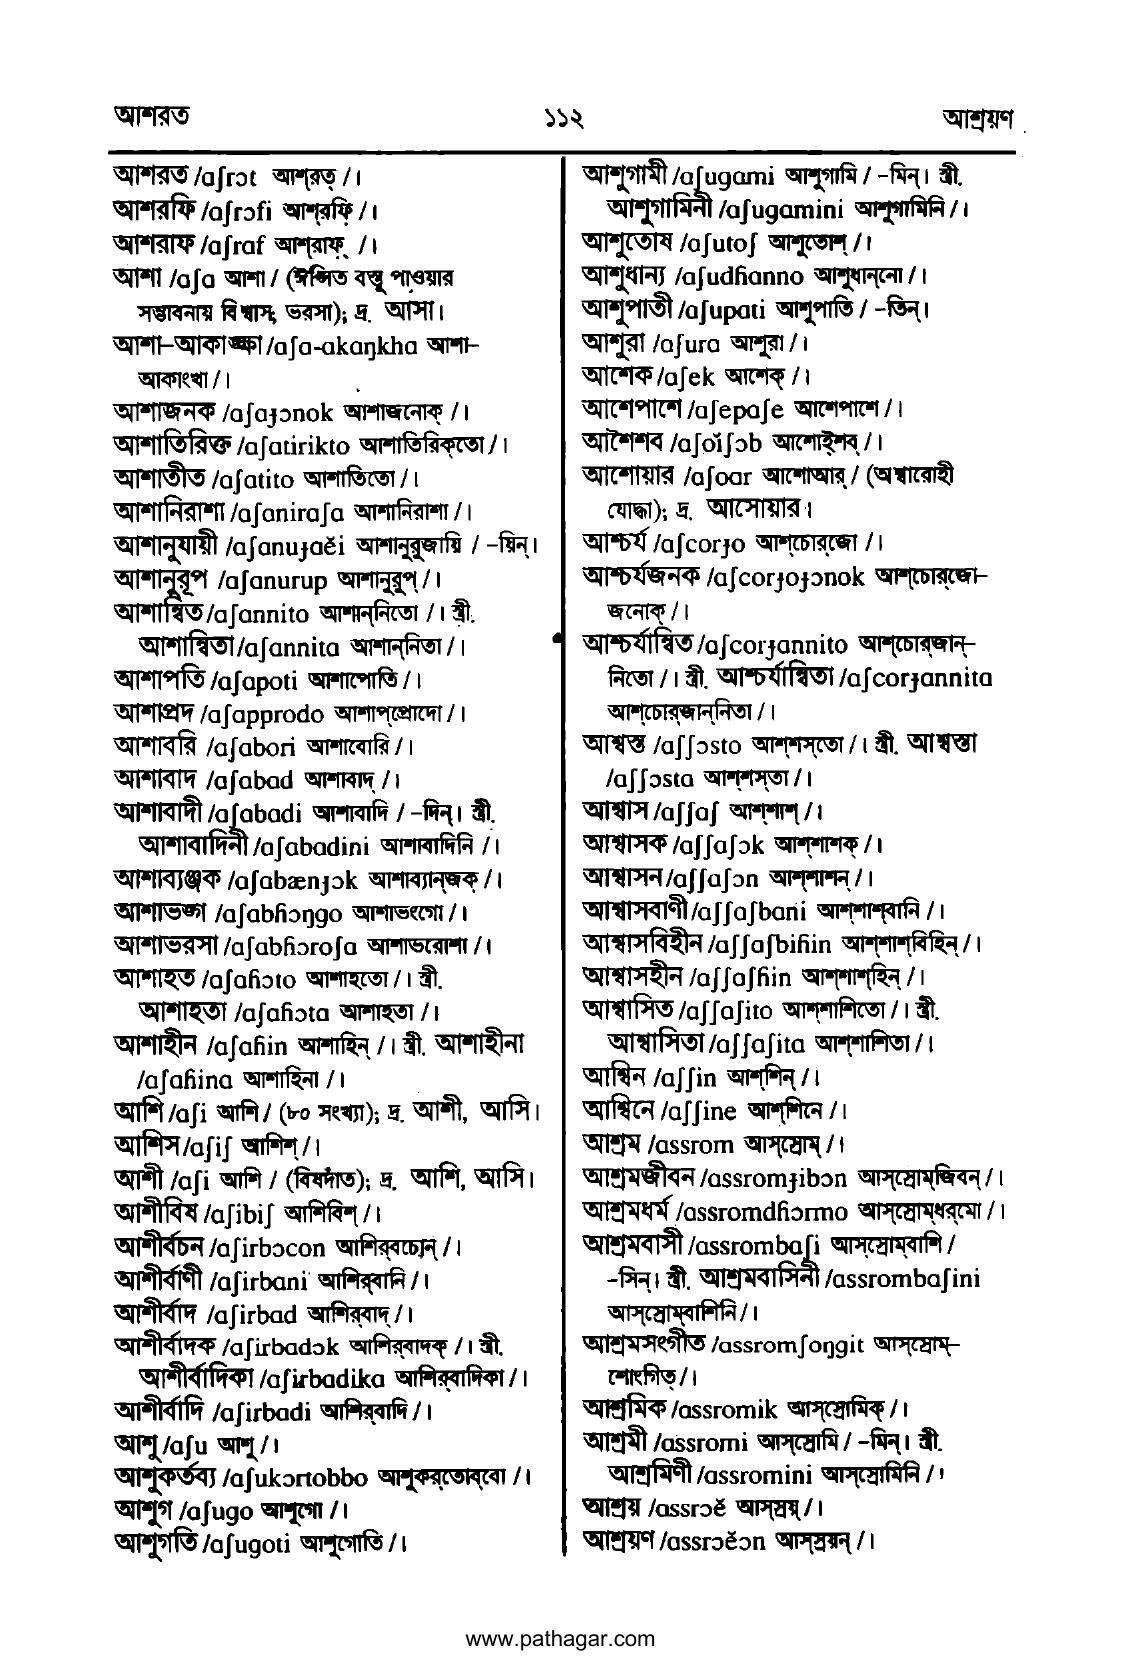 আশরত ১১২ আশ্রয়ণ
আশরত /aʃrɔt আশ্‌রত্ /।
আশরফি /aʃrɔfi আশ্‌রফি /।
আশরাফ /aʃraf আশ্‌রাফ্ /।
আশা /aʃa আশা / (ঈপ্সিত বস্তু পাওয়ার
সম্ভাবনায় বিশ্বাস, ভরসা); দ্র. আসা।
আশা-আকাঙ্ক্ষা /aʃa-akaŋkha আশা-
আকাংখা /।
আশাজনক /aʃaɟɔnok আশাজনোক্ /।
আশাতিরিক্ত /aʃatirikto আশাতিরিক্‌তো /।
আশাতীত /aʃatito আশাতিতো /।
আশানিরাশা /aʃaniraʃa আশানিরাশা /।
আশানুযায়ী /aʃanuɟaĕi আশানুরুজায়ি / -য়িন্।
আশানুরূপ /aʃanurup আশানুরুপ্ /।
আশান্বিত /aʃannito আশান্‌নিতো /। স্ত্রী.
আশান্বিতা /aʃannita আশান্‌নিতা /।
আশাপতি /aʃapoti আশাপোতি /।
আশাপ্রদ /aʃapprodo আশাপ্‌প্রোদো /।
আশাবরি /aʃabori আশাবোরি /।
আশাবাদ /aʃabad আশাবাদ্ /।
আশাবাদী /aʃabadi আশাবাদি / -দিন্। স্ত্রী.
আশাবাদিনী /aʃabadini আশাবাদিনি /।
আশাব্যঞ্জক /aʃabænɟɔk আশাব্যান্‌জক্ /।
আশাভঙ্গ /aʃabɦɔŋgo আশাভংগো /।
আশাভরসা /aʃabɦɔroʃa আশাভরোশা /।
আশাহত /aʃaɦɔto আশাহতো /। স্ত্রী.
আশাহতা /aʃaɦɔta আশাহতা /।
আশাহীন /aʃaɦin আশাহিন্ /। স্ত্রী. আশাহীনা
/aʃaɦina আশাহিনা /।
আশি /aʃi আশি / (৮০ সংখ্যা); দ্র. আশী, আসি।
আশিস /aʃiʃ আশিশ্ /।
আশী /aʃi আশি / (বিষদাঁত); দ্র. আশি, আসি।
আশীবিষ /aʃibiʃ আশিবিশ্ /।
আশীর্বচন /aʃirbɔcon আশির্‌বচোন্ /।
আশীর্বাণী /aʃirbani আশির্‌বানি /।
আশীর্বাদ /aʃirbad আশির্‌বাদ্ /।
আশীর্বাদক /aʃirbadɔk আশির্‌বাদক্ /। স্ত্রী.
আশীর্বাদিকা /aʃirbadika আশির্‌বাদিকা /।
আশীর্বাদি /aʃirbadi আশির্‌বাদি /।
আশু /aʃu আশু /।
আশুকর্তব্য /aʃukɔrtobbo আশুকর্‌তোব্‌বো /।
আশুগ /aʃugo আশুগো /।
আশুগতি /aʃugoti আশুগোতি /।
আশুগামী /aʃugami আশুগামি / -মিন্। স্ত্রী.
আশুগামিনী /aʃugamini আশুগামিনি /।
আশুতোষ /aʃutoʃ আশুতোশ্ /।
আশুধান্য /aʃudɦanno আশুধান্‌নো /।
আশুপাতী /aʃupati আশুপাতি / -তিন্।
আশুরা /aʃura আশুরা /।
আশেক /aʃek আশেক্ /।
আশেপাশে /aʃepaʃe আশেপাশে /।
আশৈশব /aʃoĭʃɔb আশোই্‌শব্ /।
আশোয়ার /aʃoar আশোআর্ / (অশ্বারোহী
যোদ্ধা); দ্র. আসোয়ার।
আশ্চর্য /aʃcorɟo আশ্‌চোর্‌জো /।
আশ্চর্যজনক /aʃcorɟoɟɔnok আশ্‌চোর্‌জো-
জনোক্ /।
আশ্চর্যান্বিত /aʃcorɟannito আশ্‌চোর্‌জান্-
নিতো /। স্ত্রী. আশ্চর্যান্বিতা /aʃcorɟannita
আশ্‌চোর্‌জান্‌নিতা /।
আশ্বস্ত /aʃʃɔsto আশ্‌শস্‌তো /। স্ত্রী. আশ্বস্তা
/aʃʃɔsta আশ্‌শস্‌তা /।
আশ্বাস /aʃʃaʃ আশ্‌শাশ্ /।
আশ্বাসক /aʃʃaʃɔk আশ্‌শাশক্ /।
আশ্বাসন /aʃʃaʃɔn আশ্‌শাশন্ /।
আশ্বাসবাণী /aʃʃaʃbani আশ্‌শাশ্‌বানি /।
আশ্বাসবিহীন /aʃʃaʃbiɦin আশ্‌শাশ্‌বিহিন্ /।
আশ্বাসহীন /aʃʃaʃɦin আশ্‌শাশ্‌হিন্ /।
আশ্বাসিত /aʃʃaʃito আশ্‌শাশিতো /। স্ত্রী.
আশ্বাসিতা /aʃʃaʃita আশ্‌শাশিতা /।
আশ্বিন /aʃʃin আশ্‌শিন্ /।
আশ্বিনে /aʃʃine আশ্‌শিনে /।
আশ্রম /assrom আস্‌স্রোম্ /।
আশ্রমজীবন /assromɟibɔn আস্‌স্রোম্‌জিবন্ /।
আশ্রমধর্ম /assromdɦɔrmo আস্‌স্রোম্‌ধর্‌মো /।
আশ্রমবাসী /assrombaʃi আস্‌স্রোম্‌বাশি /
-সিন্। স্ত্রী. আশ্রমবাসিনী /assrombaʃini
আস্‌স্রোম্‌বাশিনি /।
আশ্রমসংগীত /assromʃoŋgit আস্‌স্রোম্-
শোংগিত্ /।
আশ্রমিক /assromik আস্‌স্রোমিক্ /।
আশ্রমী /assromi আস্‌স্রোমি / -মিন্। স্ত্রী.
আশ্রমিণী /assromini আস্‌স্রোমিনি /।
আশ্রয় /assrɔĕ আস্‌স্রয়্ /।
আশ্রয়ণ /assrɔĕɔn আস্‌স্রয়ন্ /।
www.pathagar.com